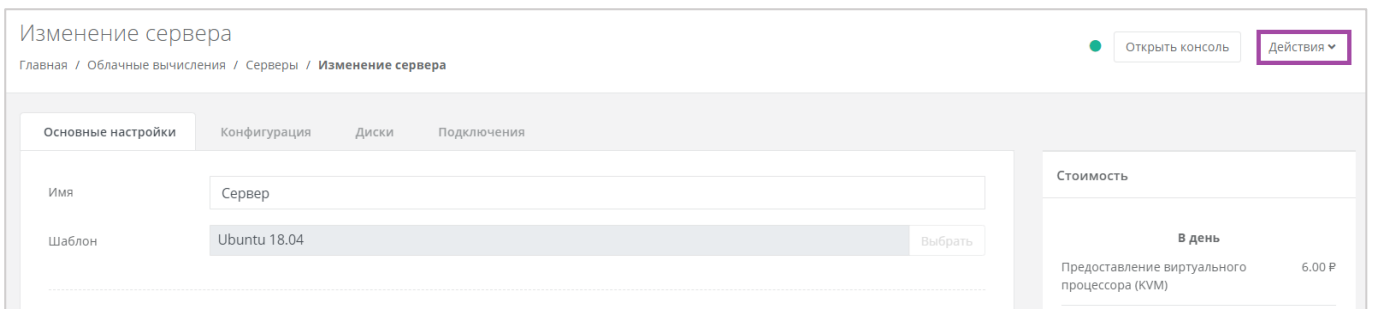 Изменение сервера
Открыть консоль
Действия
Главная / Облачные вычисления / Серверы / Изменение сервера
Основные настройки
Конфигурация
Диски
Подключения
Стоимость
Имя
Сервер
Шаблон
Ubuntu 18.04
Выбрать
В день
Предоставление виртуального
процессора (KVM)
6.00 ₽